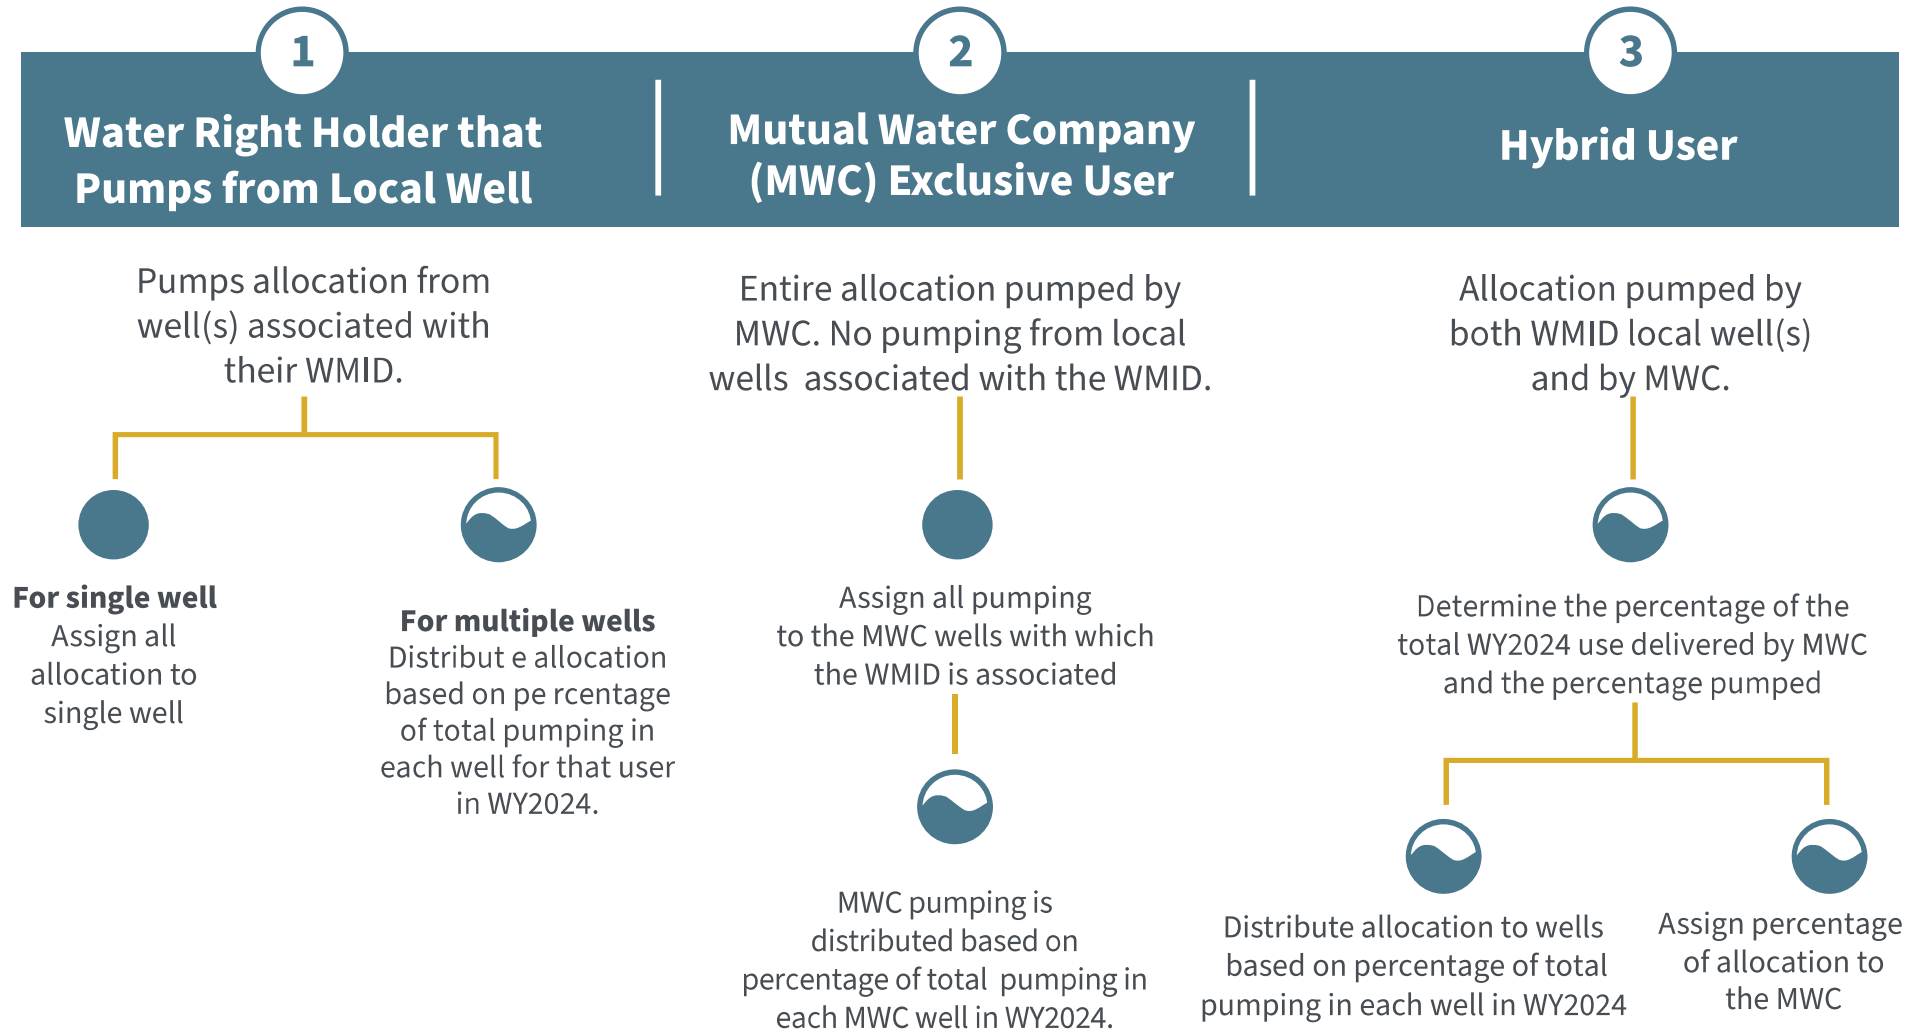 1
Water Right Holder that
Pumps from Local Well
Pumps allocation from
well(s) associated with
their WMID.
For single well
Assign all
allocation to
single well
For multiple wells
Distribut e allocation
based on pe rcentage
of total pumping in
each well for that user
in WY2024.
2
Mutual Water Company
(MWC) Exclusive User
Entire allocation pumped by
MWC. No pumping from local
wells associated with the WMID.
Assign all pumping
to the MWC wells with which
the WMID is associated
MWC pumping is
distributed based on
percentage of total pumping in
each MWC well in WY2024.
3
Hybrid User
Allocation pumped by
both WMID local well(s)
and by MWC.
Determine the percentage of the
total WY2024 use delivered by MWC
and the percentage pumped
Distribute allocation to wells
based on percentage of total
pumping in each well in WY2024
Assign percentage
of allocation to
the MWC